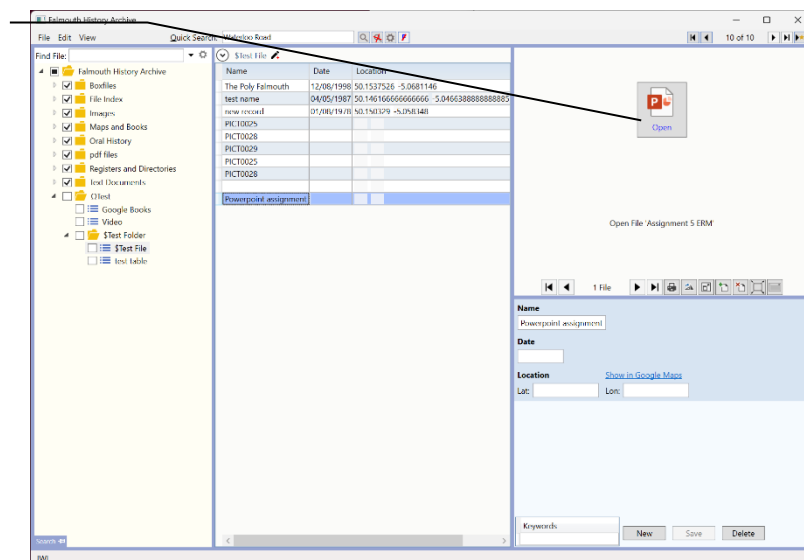 Falmouth History Archive
File Edit View Quick Search: Waterloo Road 10 of 10
Find File:
Falmouth History Archive
Boxfiles
File Index
Images
Maps and Books
Oral History
pdf files
Registers and Directories
Text Documents
Google Books
Video
$Test Folder
$Test File
test table
Search
$Test File
Name Date Location
The Poly Falmouth 12/08/1998 50.1537526 -5.0681146
test name 04/05/1987 50.146166666666666 -5.0466388888888885
new record 01/08/1978 50.150329 -5.058348
PICT0025
PICT0028
PICT0029
PICT0025
PICT0028
Powerpoint assignment
P
Open
Open File 'Assignment 5 ERM'
1 File
Name
Powerpoint assignment
Date
Location Show in Google Maps
Lat: Lon:
Keywords
New Save Delete